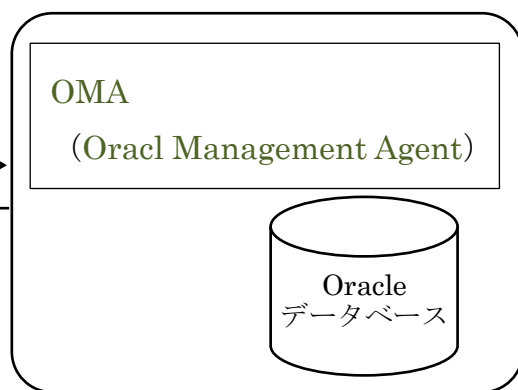 OMA
（Oracl Management Agent）
Oracle
データベース